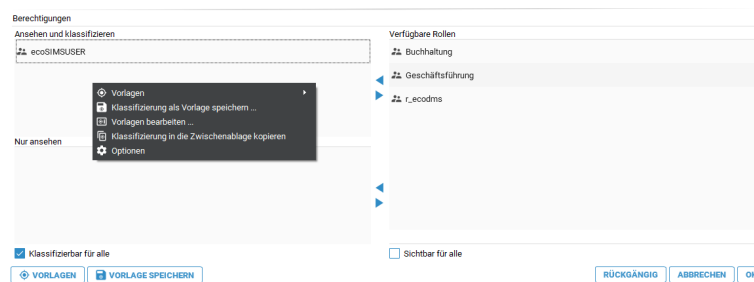 Berechtigungen
Ansehen und klassifizieren
ecoSIMSUSER
Vorlagen
Klassifizierung als Vorlage speichern ...
Vorlagen bearbeiten ...
Klassifizierung in die Zwischenablage kopieren
Optionen
Nur ansehen
Verfügbare Rollen
Buchhaltung
Geschäftsführung
r_ecodms
Klassifizierbar für alle
Sichtbar für alle
VORLAGEN
VORLAGE SPEICHERN
RÜCKGÄNGIG
ABBRECHEN